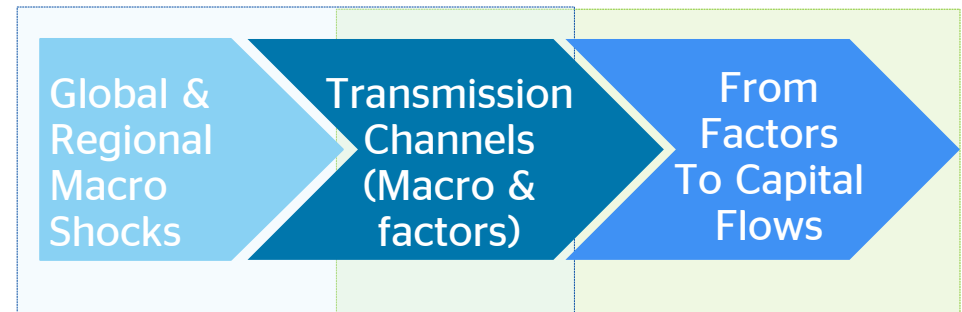 Global &
Regional
Macro
Shocks
Transmission
Channels
(Macro &
factors)
From
Factors
To Capital
Flows